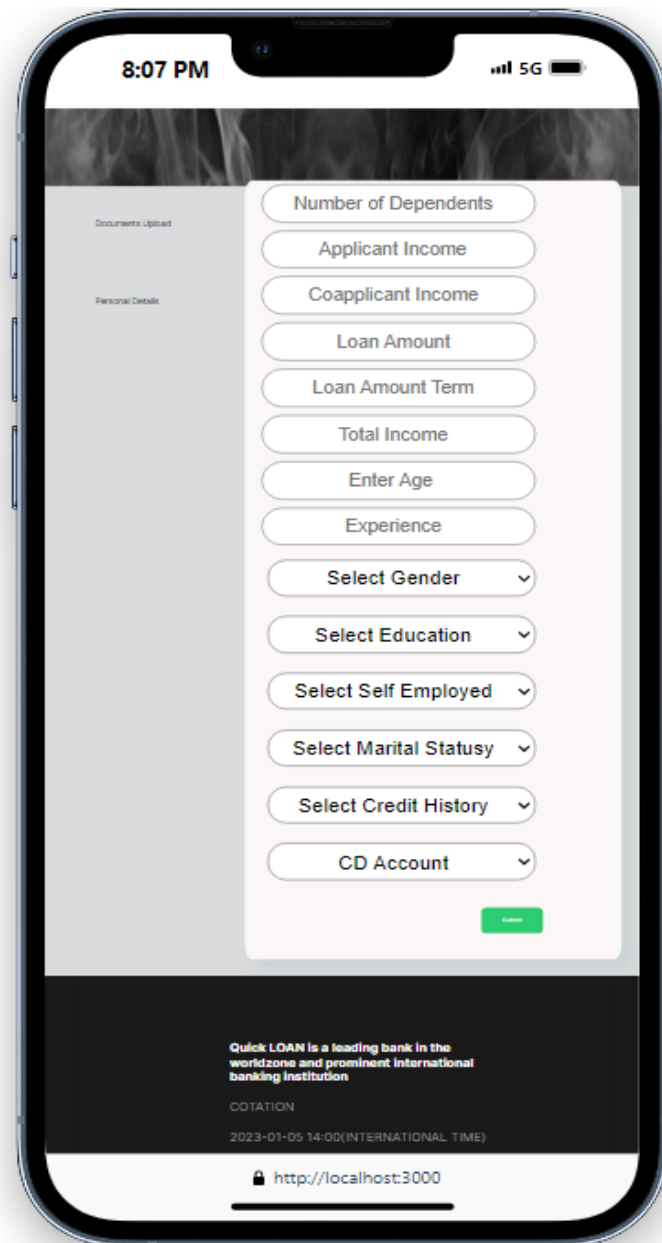 8:07 PM
5G
Documents Upload
Personal Details
Number of Dependents
Applicant Income
Coapplicant Income
Loan Amount
Loan Amount Term
Total Income
Enter Age
Experience
Select Gender
Select Education
Select Self Employed
Select Marital Statusy
Select Credit History
CD Account
Submit
Quick LOAN is a leading bank in the
worldzone and prominent international
banking institution
COTATION
2023-01-05 14:00(INTERNATIONAL TIME)
http://localhost:3000